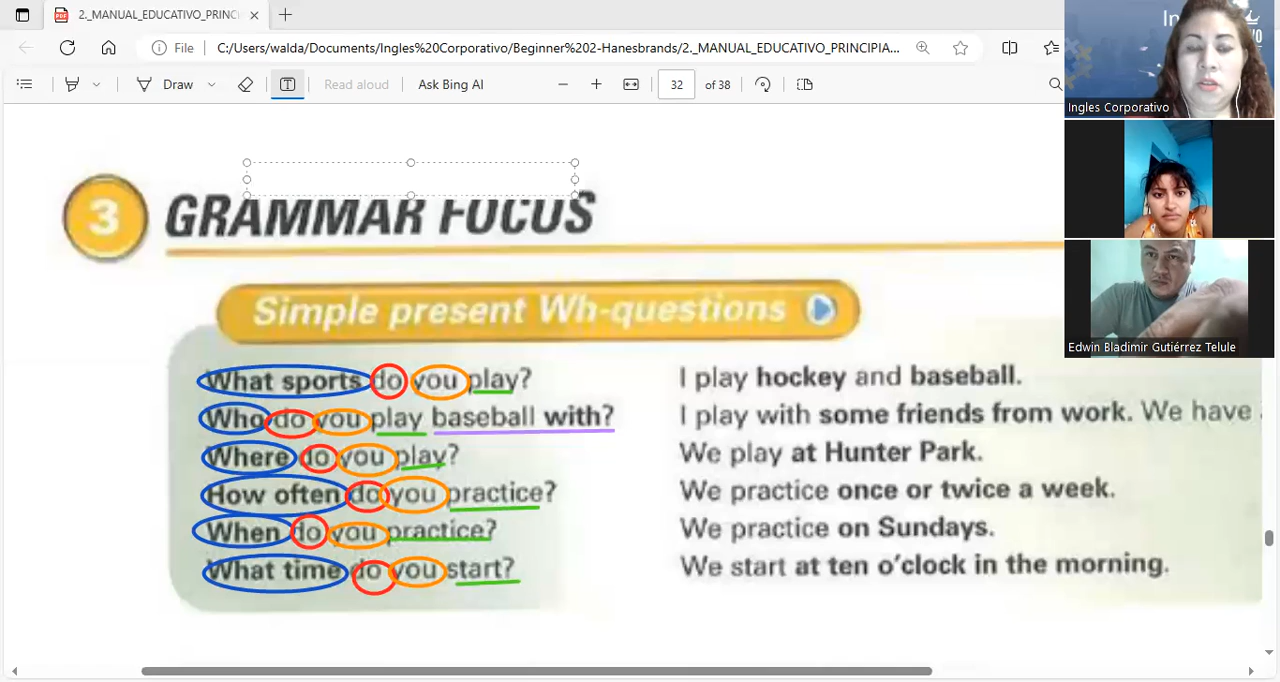 2._MANUAL_EDUCATIVO_PRINCI
File
C:/Users/walda/Documents/Ingles%20Corporativo/Beginner%202-Hanesbrands/2._MANUAL_EDUCATIVO_PRINCIPIA...
Draw
Read aloud
Ask Bing AI
32 of 38
Ingles Corporativo
Edwin Bladimir Gutiérrez Telule
3 GRAMMAR FOCUS
Simple present Wh-questions
What sports do you play? I play hockey and baseball.
Who do you play baseball with? I play with some friends from work. We have
Where do you play? We play at Hunter Park.
How often do you practice? We practice once or twice a week.
When do you practice? We practice on Sundays.
What time do you start? We start at ten o'clock in the morning.